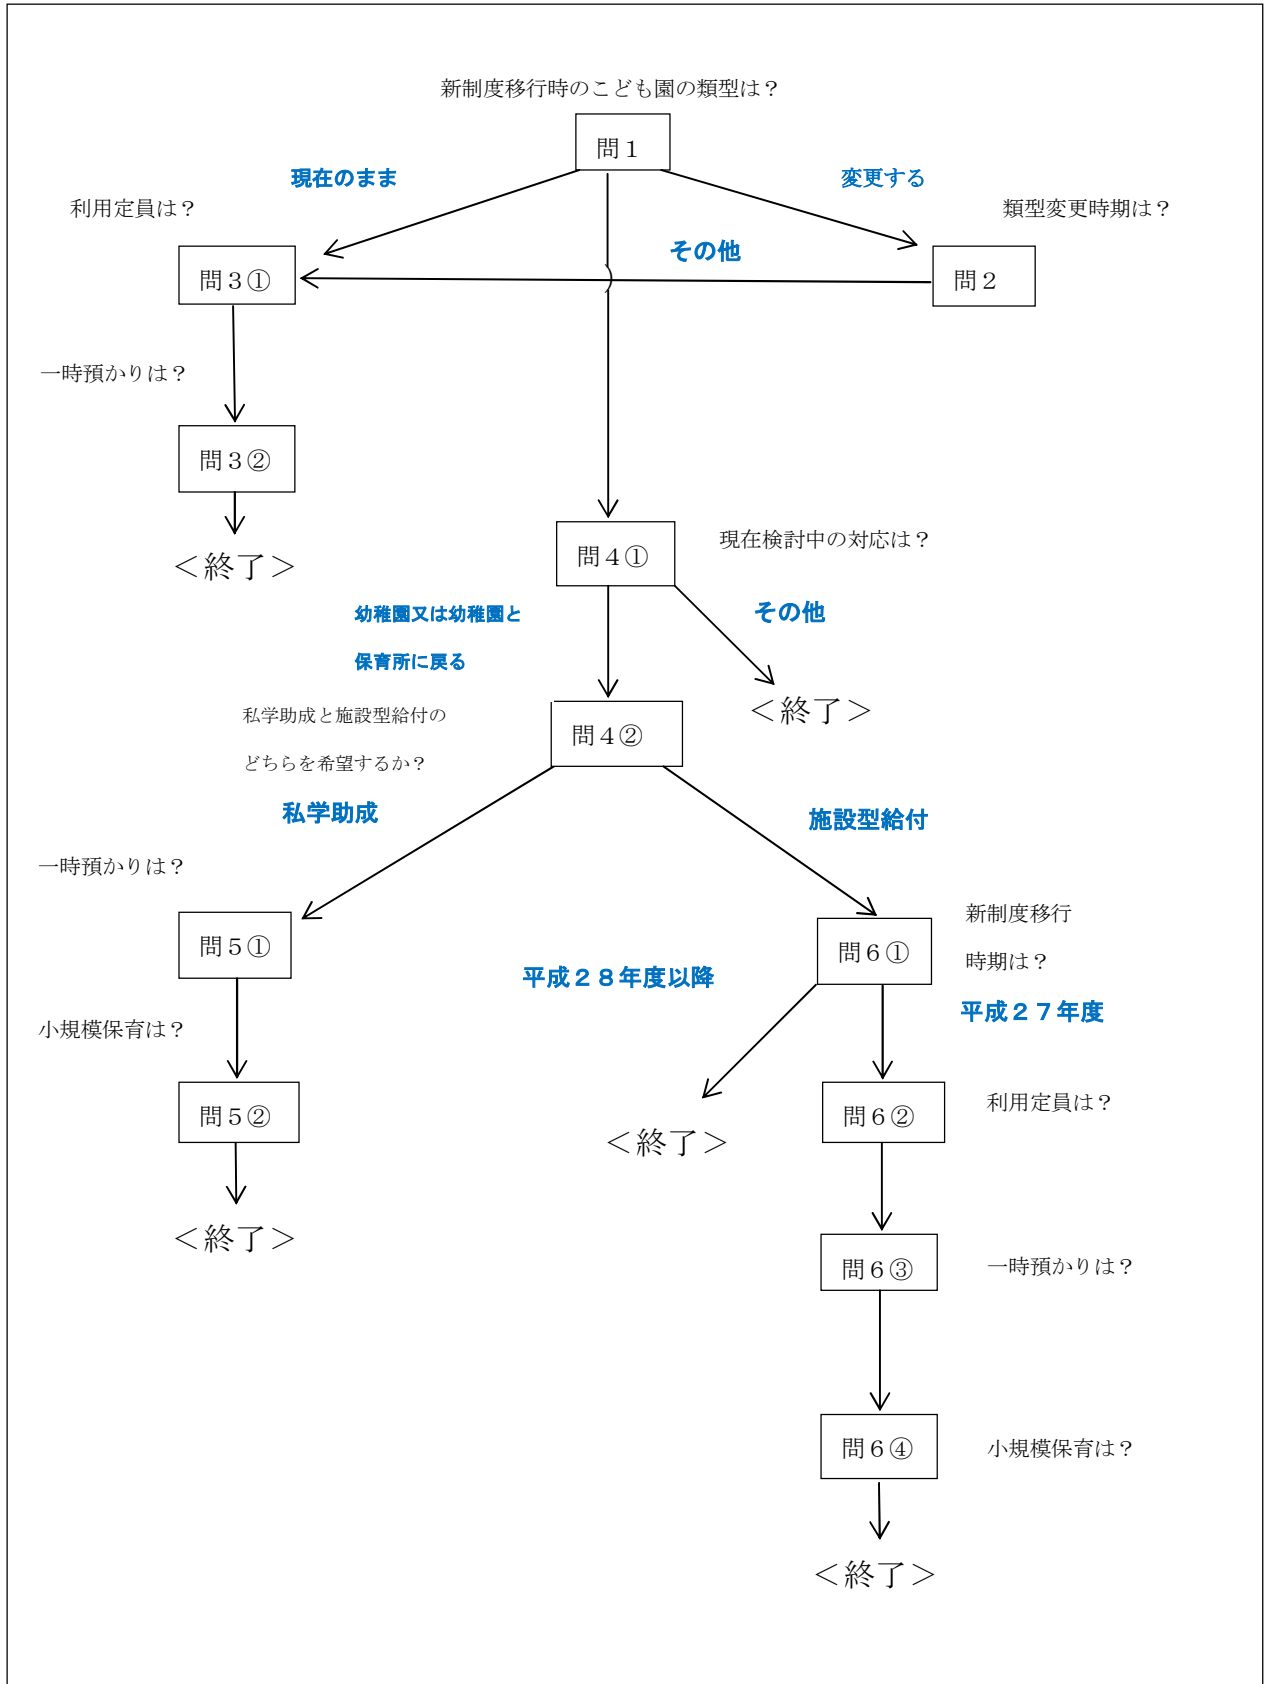 新制度移行時のこども園の類型は？
問１
現在のまま
変更する
利用定員は？
類型変更時期は？
その他
問３①
問２
一時預かりは？
問３②
＜終了＞
問４①
現在検討中の対応は？
幼稚園又は幼稚園と
保育所に戻る
その他
＜終了＞
私学助成と施設型給付の
どちらを希望するか？
問４②
私学助成
施設型給付
一時預かりは？
問５①
新制度移行
時期は？
問６①
平成２８年度以降
平成２７年度
小規模保育は？
問５②
＜終了＞
＜終了＞
問６②
利用定員は？
問６③
一時預かりは？
問６④
小規模保育は？
＜終了＞